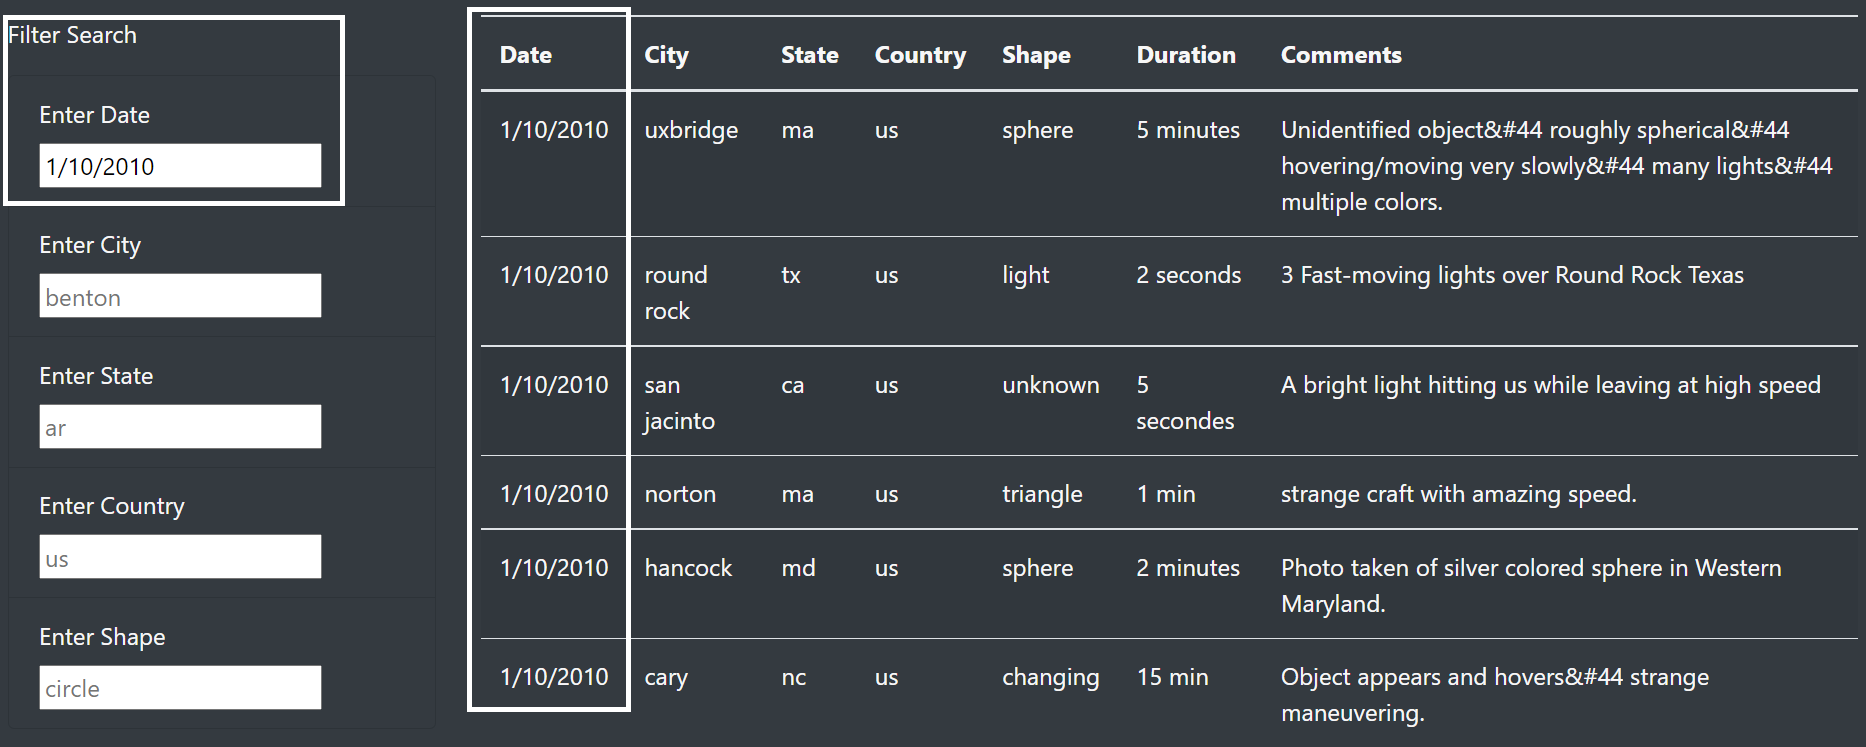 Filter Search
Enter Date
1/10/2010
Enter City
benton
Enter State
ar
Enter Country
us
Enter Shape
circle
Date City State Country Shape Duration Comments
1/10/2010 uxbridge ma us sphere 5 minutes Unidentified object&#44 roughly spherical&#44
hovering/moving very slowly&#44 many lights&#44
multiple colors.
1/10/2010 round tx us light 2 seconds 3 Fast-moving lights over Round Rock Texas
rock
1/10/2010 san ca us unknown 5 A bright light hitting us while leaving at high speed
jacinto secondes
1/10/2010 norton ma us triangle 1 min strange craft with amazing speed.
1/10/2010 hancock md us sphere 2 minutes Photo taken of silver colored sphere in Western
Maryland.
1/10/2010 cary nc us changing 15 min Object appears and hovers&#44 strange
maneuvering.